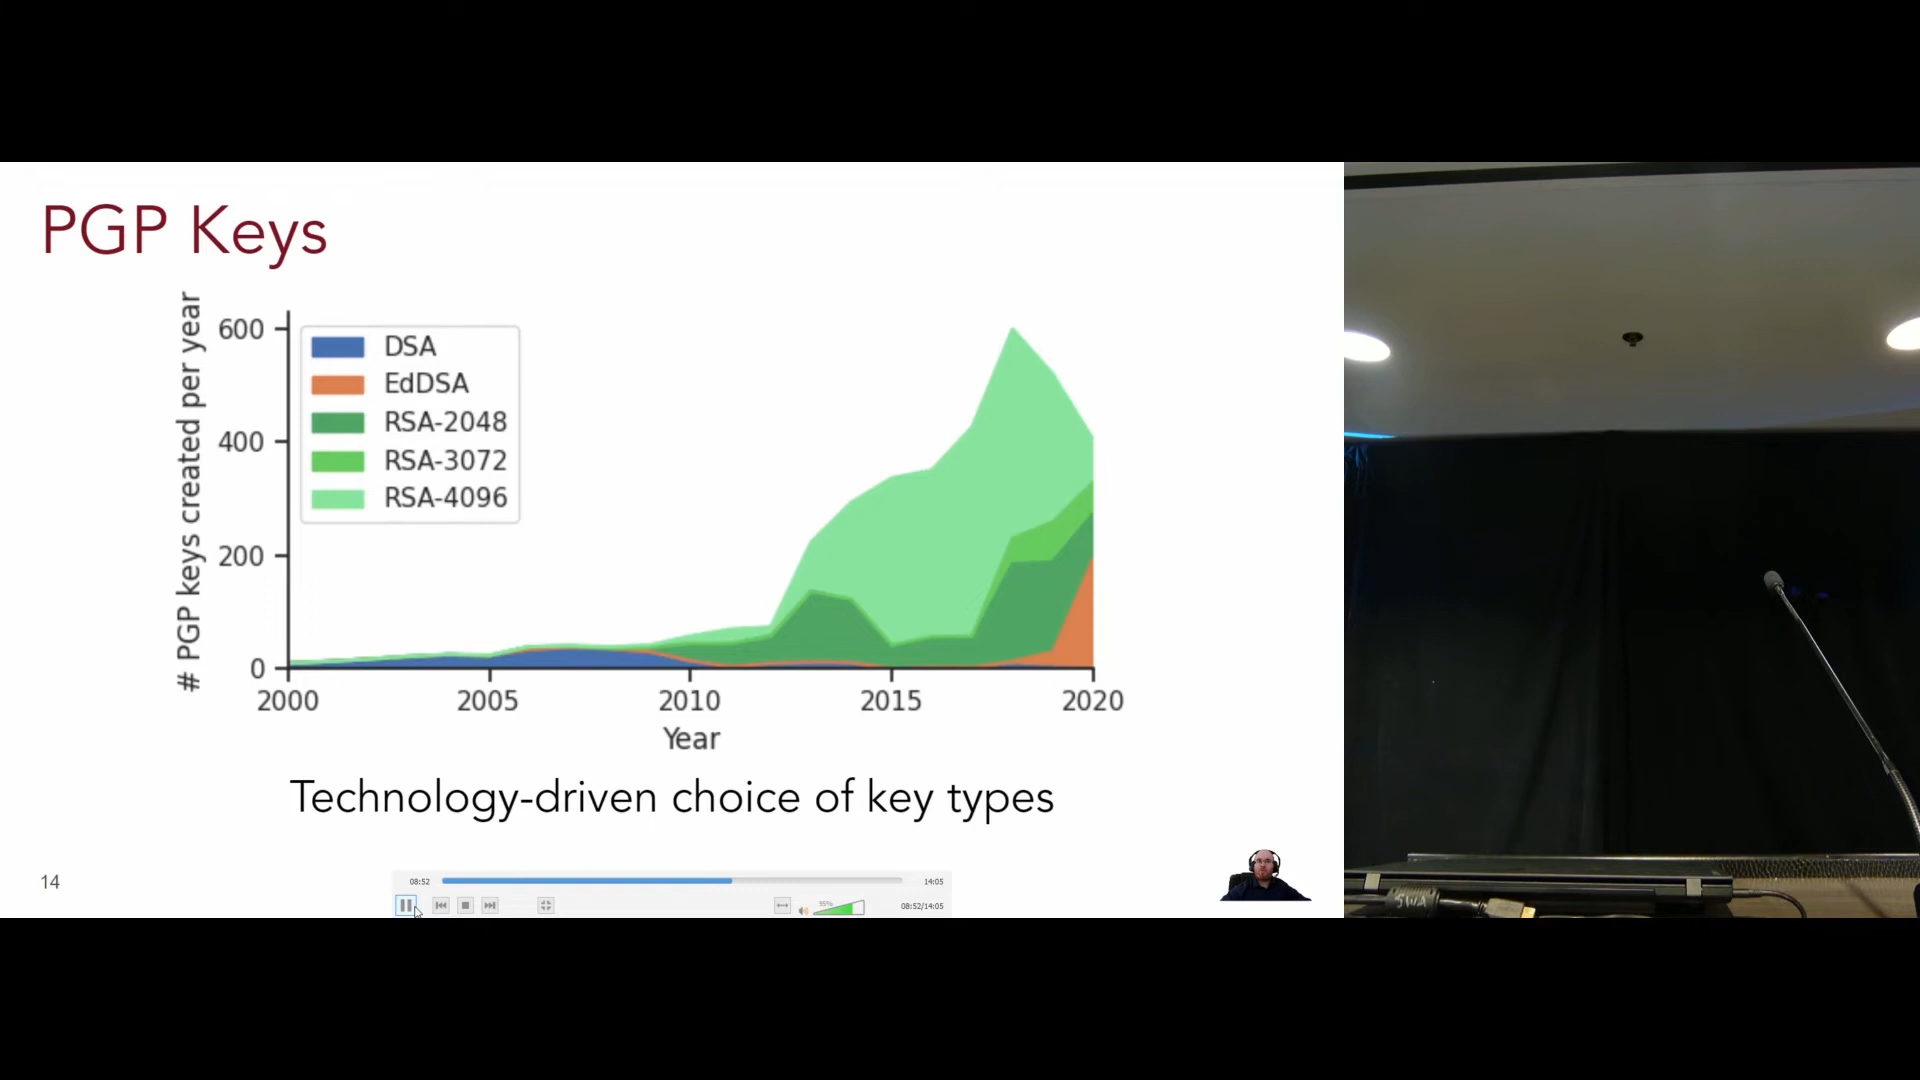 PGP Keys
# PGP keys created per year
600
400
200
0
DSA
EdDSA
RSA-2048
RSA-3072
RSA-4096
2000
2005
2010
2015
2020
Year
Technology-driven choice of key types
14
08:52
14:05
95%
08:52/14:05
SWA